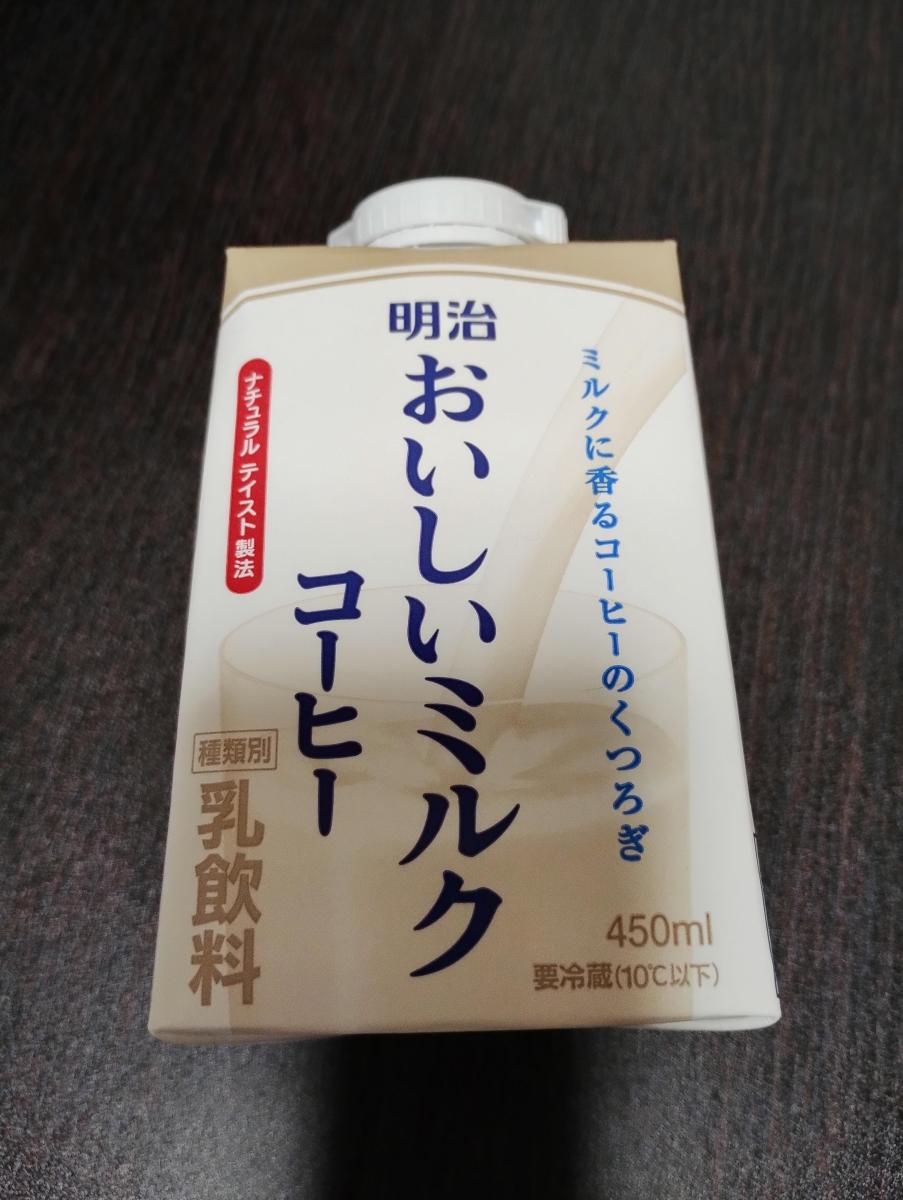 明治
おいしいミルク
コーヒー
ミルクに香るコーヒーのくつろぎ
ナチュラル テイスト製法
種類別
乳飲料
450ml
要冷蔵(10℃以下)